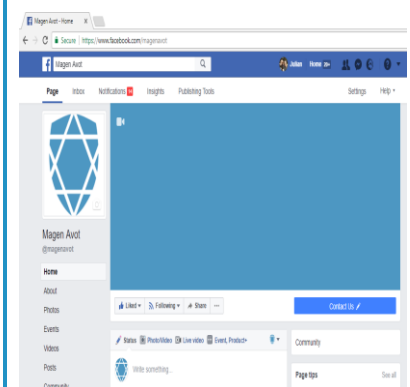 Magen Avot - Home
Secure | https://www.facebook.com/magenavot
Magen Avot
Julian Home 20+
Page Inbox Notifications Insights Publishing Tools Settings Help
Magen Avot
@magenavot
Home
About
Photos
Events
Videos
Posts
Community
Liked Following Share
Contact Us
Status Photo/Video Live video Event, Product+
Write something...
Community
Page tips See all